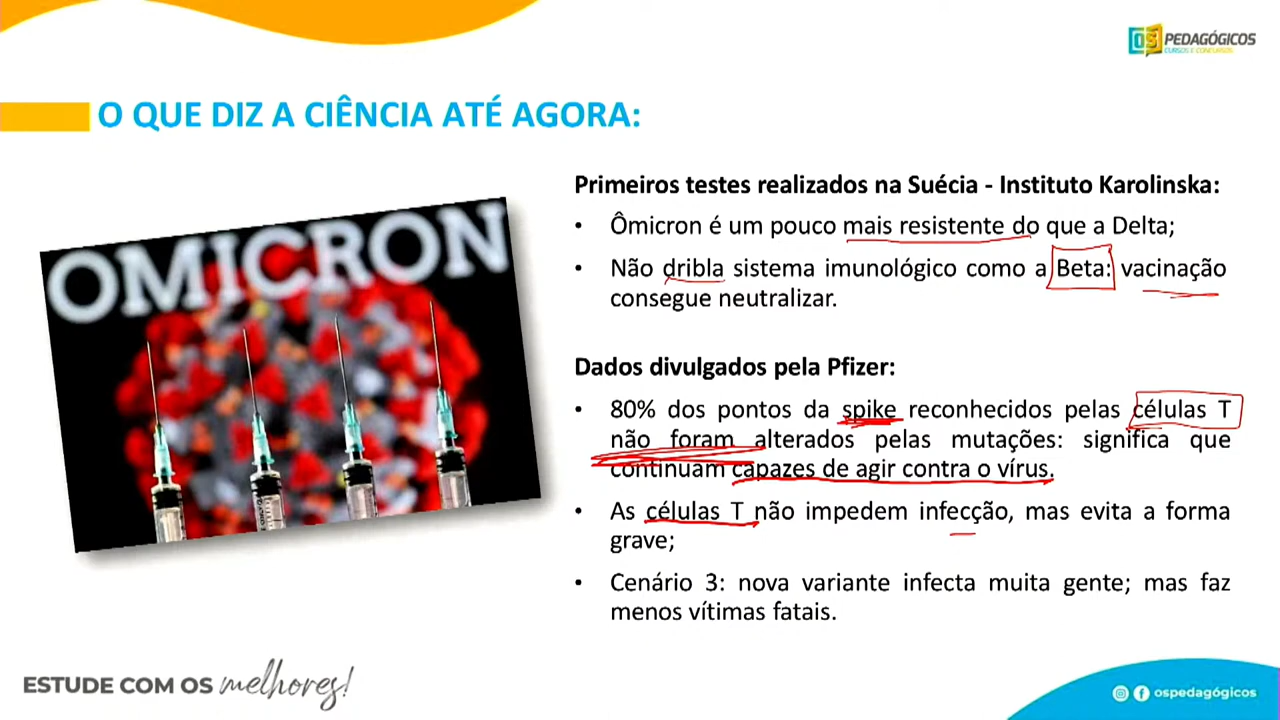 OS PEDAGÓGICOS
CURSOS E CONCURSOS
O QUE DIZ A CIÊNCIA ATÉ AGORA:
OMICRON
Primeiros testes realizados na Suécia - Instituto Karolinska:
• Ômicron é um pouco mais resistente do que a Delta;
• Não dribla sistema imunológico como a Beta: vacinação
consegue neutralizar.
Dados divulgados pela Pfizer:
• 80% dos pontos da spike reconhecidos pelas células T
não foram alterados pelas mutações: significa que
continuam capazes de agir contra o vírus.
• As células T não impedem infecção, mas evita a forma
grave;
• Cenário 3: nova variante infecta muita gente; mas faz
menos vítimas fatais.
ESTUDE COM OS melhores!
ospedagógicos